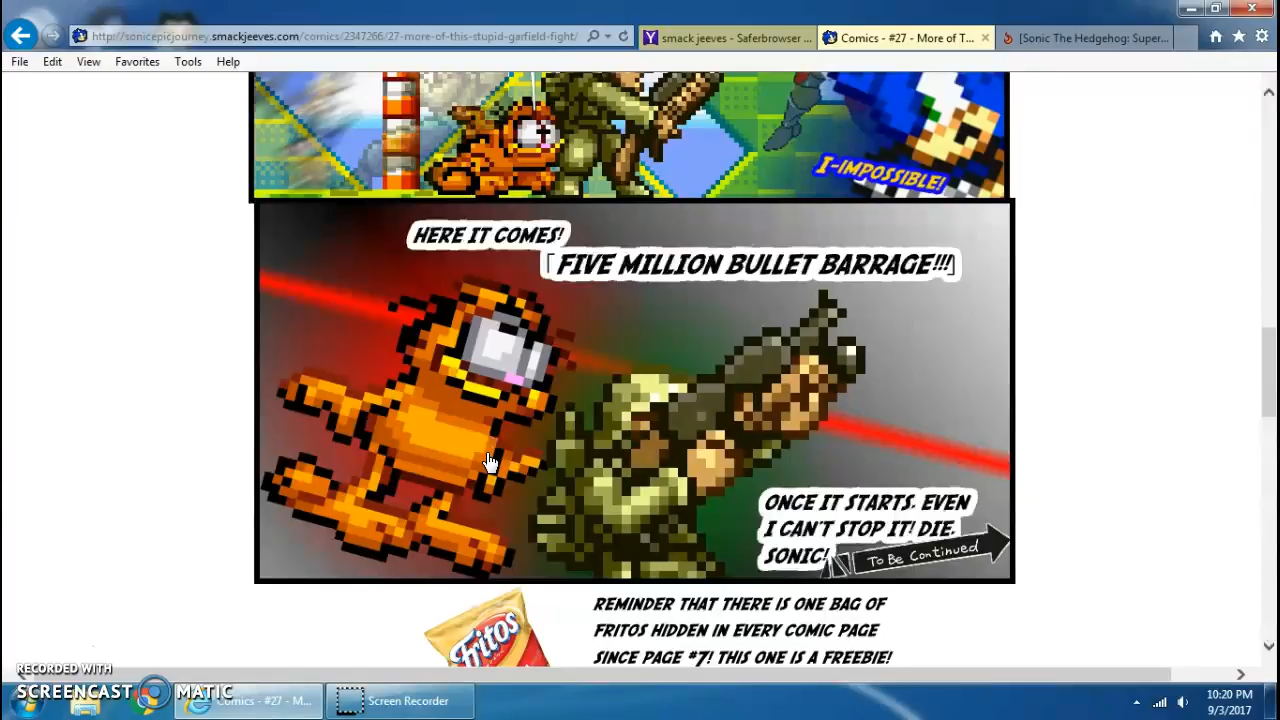 http://sonicepicjourney.smackjeeves.com/comics/2347266/27-more-of-this-stupid-garfield-fight/
smack jeeves - Saferbrowser ...
Comics - #27 - More of T...
[Sonic The Hedgehog: Super...
File Edit View Favorites Tools Help
I-IMPOSSIBLE!
HERE IT COMES!
「FIVE MILLION BULLET BARRAGE!!!」
ONCE IT STARTS, EVEN
I CAN'T STOP IT! DIE,
SONIC!
To Be Continued
Fritos
REMINDER THAT THERE IS ONE BAG OF
FRITOS HIDDEN IN EVERY COMIC PAGE
SINCE PAGE #7! THIS ONE IS A FREEBIE!
RECORDED WITH
SCREENCAST MATIC
Comics - #27 - M...
Screen Recorder
10:20 PM
9/3/2017